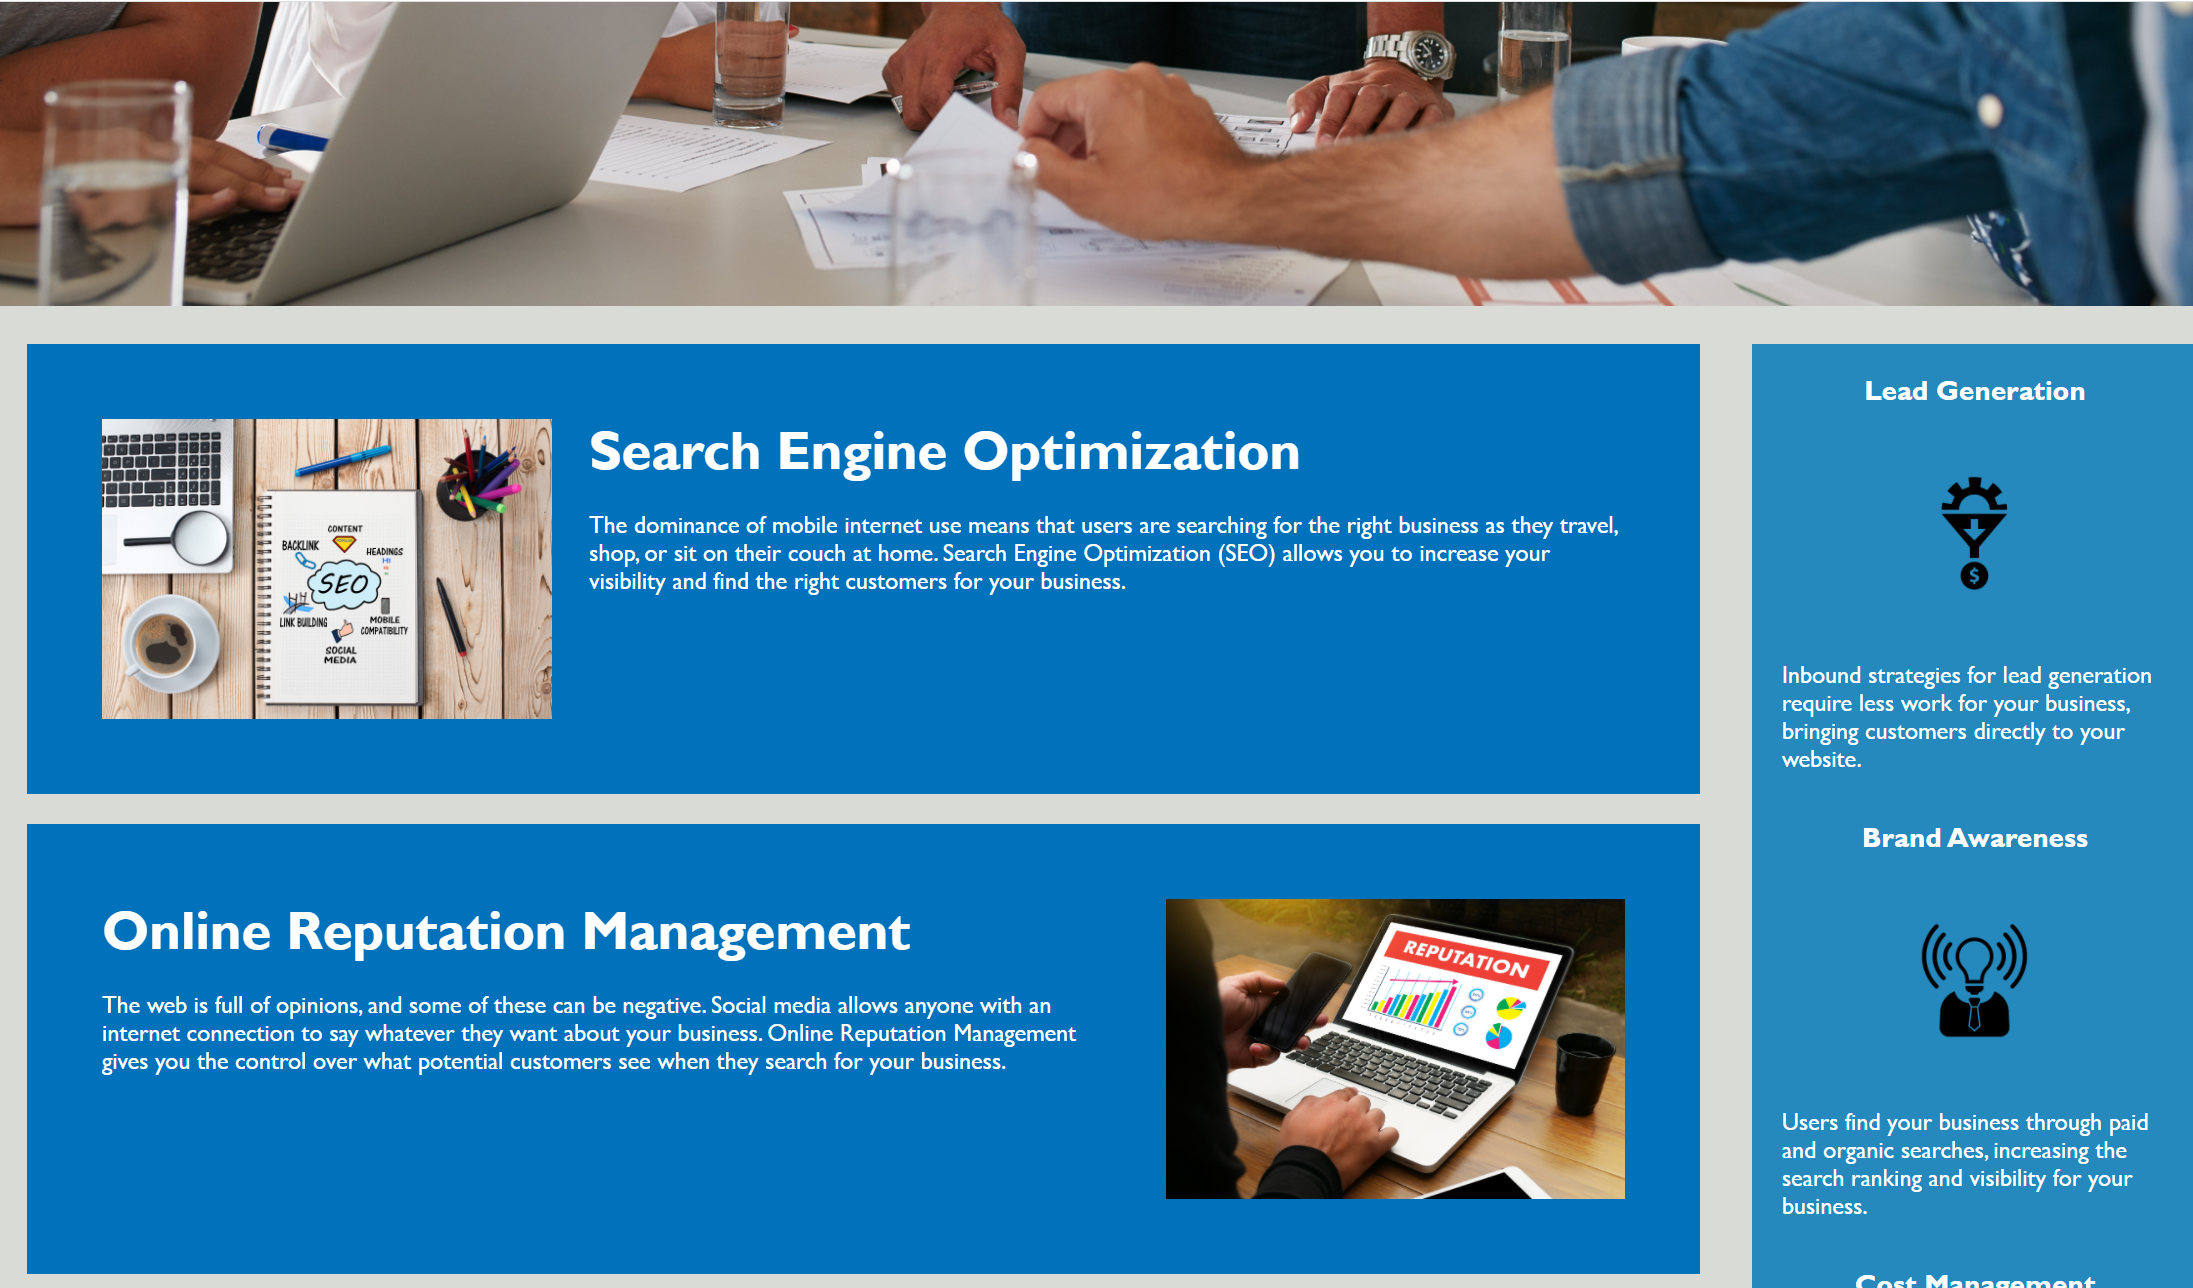 Search Engine Optimization
The dominance of mobile internet use means that users are searching for the right business as they travel,
shop, or sit on their couch at home. Search Engine Optimization (SEO) allows you to increase your
visibility and find the right customers for your business.
CONTENT
BACKLINK
HEADINGS
H1
SEO
LINK BUILDING
MOBILE
COMPATIBILITY
SOCIAL
MEDIA
Online Reputation Management
The web is full of opinions, and some of these can be negative. Social media allows anyone with an
internet connection to say whatever they want about your business. Online Reputation Management
gives you the control over what potential customers see when they search for your business.
REPUTATION
Lead Generation
$
Inbound strategies for lead generation
require less work for your business,
bringing customers directly to your
website.
Brand Awareness
Users find your business through paid
and organic searches, increasing the
search ranking and visibility for your
business.
Cost Management